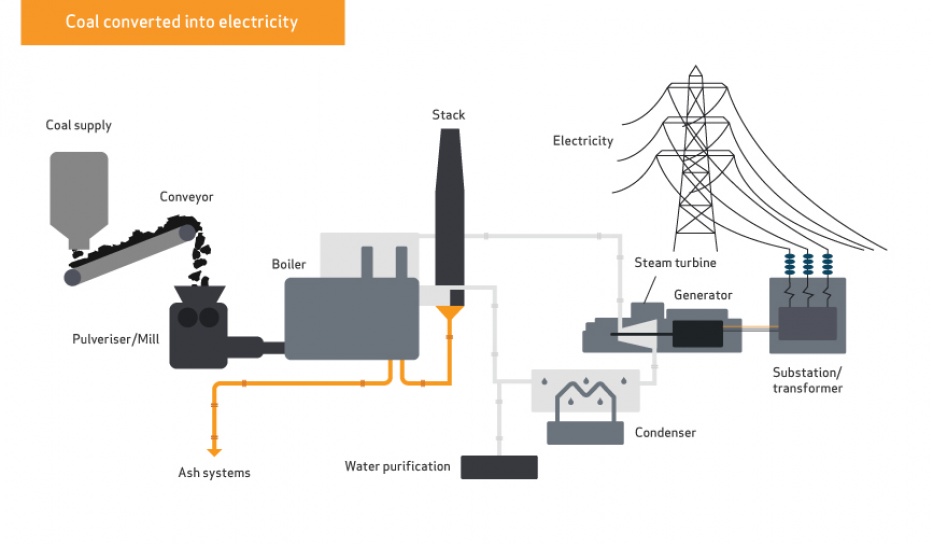 Coal converted into electricity
Stack
Coal supply
Electricity
Conveyor
Boiler
Steam turbine
Generator
Pulveriser/Mill
Substation/
transformer
Condenser
Water purification
Ash systems